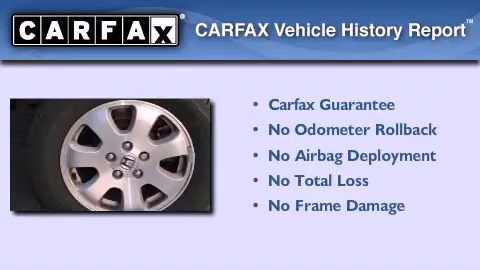 CARFAX® CARFAX Vehicle History Report™
• Carfax Guarantee
• No Odometer Rollback
• No Airbag Deployment
• No Total Loss
• No Frame Damage